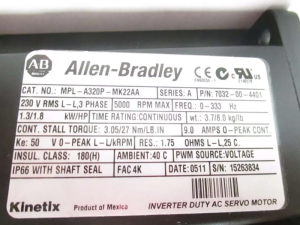 AB
Allen-Bradley
CAT. NO.: MPL-A320P-MK22AA SERIES: A P/N: 7032-00-4401
230 V RMS L-L,3 PHASE 5000 RPM MAX FREQ.: 0-333 Hz
1.3/1.8 kW/HP TIME RATING:CONTINUOUS wt.: 3.7/8.0 kg/lb
CONT. STALL TORQUE: 3.05/27 Nm/LB.IN 9.0 AMPS O-PEAK CONT.
Ke: 50 V O-PEAK L-L/kRPM RES.: 1.75 OHMS L-L,25 C.
INSUL. CLASS: 180(H) AMBIENT:40 C PWM SOURCE:VOLTAGE
IP66 WITH SHAFT SEAL FAC 4K DATE: 0511 S/N: 15263834
Kinetix Product of Mexico INVERTER DUTY AC SERVO MOTOR